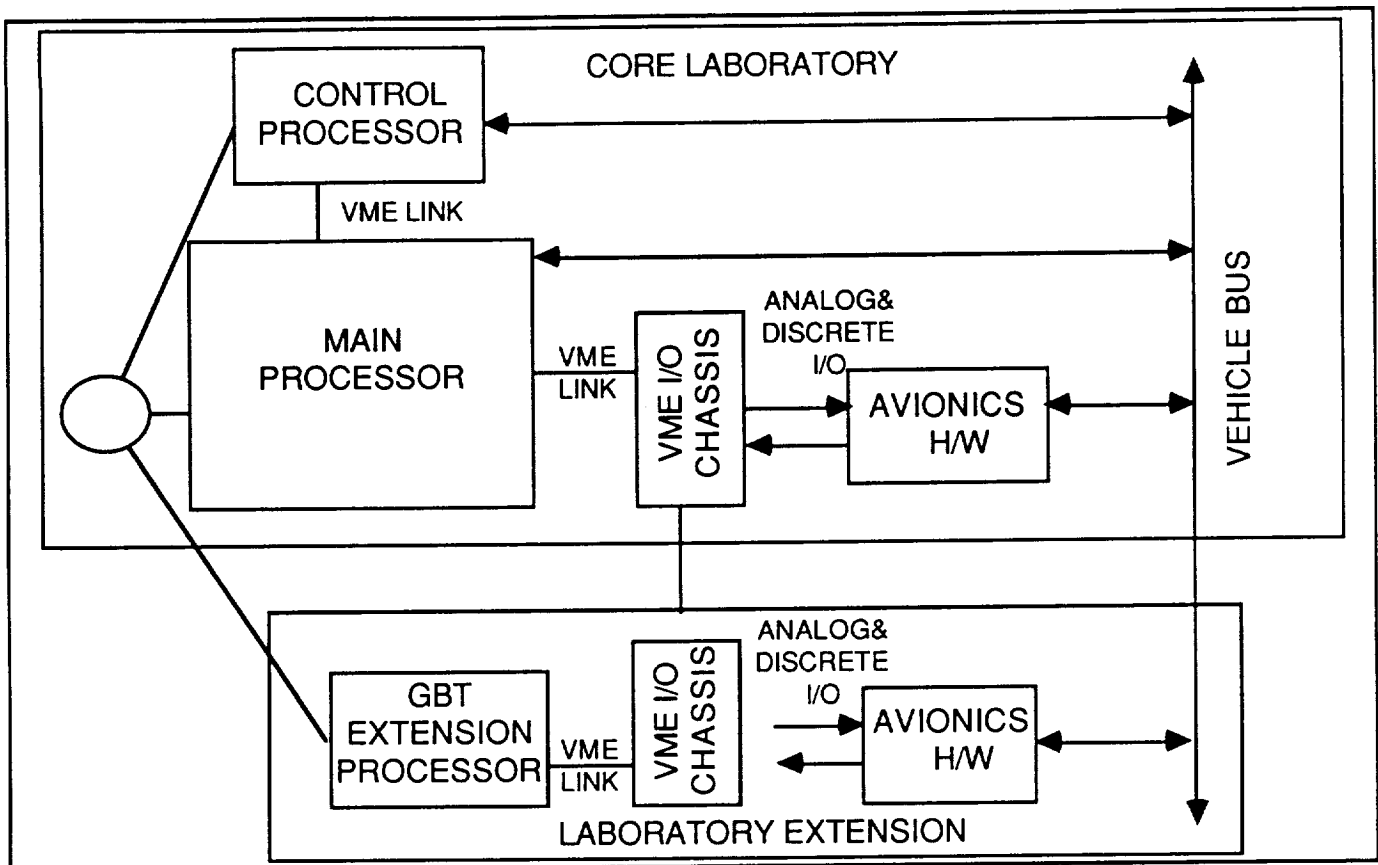 CORE LABORATORY
CONTROL
PROCESSOR
VME LINK
MAIN
PROCESSOR
VME
LINK
VME I/O
CHASSIS
ANALOG&
DISCRETE
I/O
AVIONICS
H/W
VEHICLE BUS
GBT
EXTENSION
PROCESSOR
VME
LINK
VME I/O
CHASSIS
ANALOG&
DISCRETE
I/O
AVIONICS
H/W
LABORATORY EXTENSION